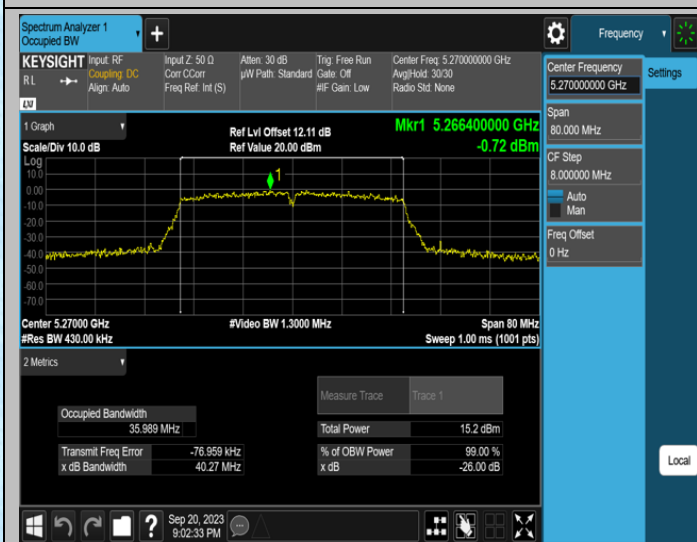 Spectrum Analyzer 1
Occupied BW
Frequency
KEYSIGHT
R L
LXI
Input: RF
Coupling: DC
Align: Auto
Input Z: 50 Ω
Corr CCorr
Freq Ref: Int (S)
Atten: 30 dB
µW Path: Standard
Trig: Free Run
Gate: Off
#IF Gain: Low
Center Freq: 5.270000000 GHz
Avg|Hold: 30/30
Radio Std: None
Center Frequency
5.270000000 GHz
Settings
Span
80.000 MHz
CF Step
8.000000 MHz
Auto
Man
Freq Offset
0 Hz
Local
1 Graph
Scale/Div 10.0 dB
Ref Lvl Offset 12.11 dB
Ref Value 20.00 dBm
Mkr1 5.266400000 GHz
-0.72 dBm
Log
10.0
0.00
-10.0
-20.0
-30.0
-40.0
-50.0
-60.0
-70.0
1
Center 5.27000 GHz
#Res BW 430.00 kHz
#Video BW 1.3000 MHz
Span 80 MHz
Sweep 1.00 ms (1001 pts)
2 Metrics
Measure Trace Trace 1
Occupied Bandwidth
35.989 MHz
Total Power 15.2 dBm
Transmit Freq Error -76.959 kHz
% of OBW Power 99.00 %
x dB Bandwidth 40.27 MHz
x dB -26.00 dB
Sep 20, 2023
9:02:33 PM